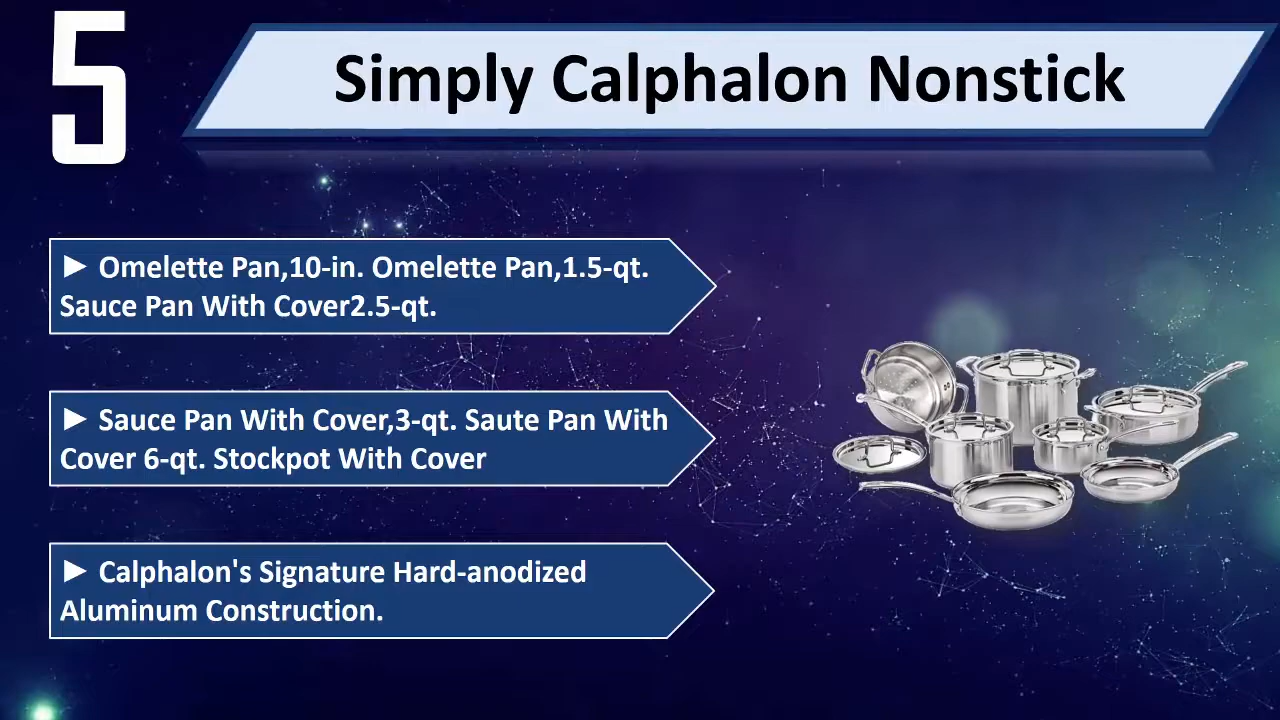 5
Simply Calphalon Nonstick
► Omelette Pan,10-in. Omelette Pan,1.5-qt.
Sauce Pan With Cover2.5-qt.
► Sauce Pan With Cover,3-qt. Saute Pan With
Cover 6-qt. Stockpot With Cover
► Calphalon's Signature Hard-anodized
Aluminum Construction.